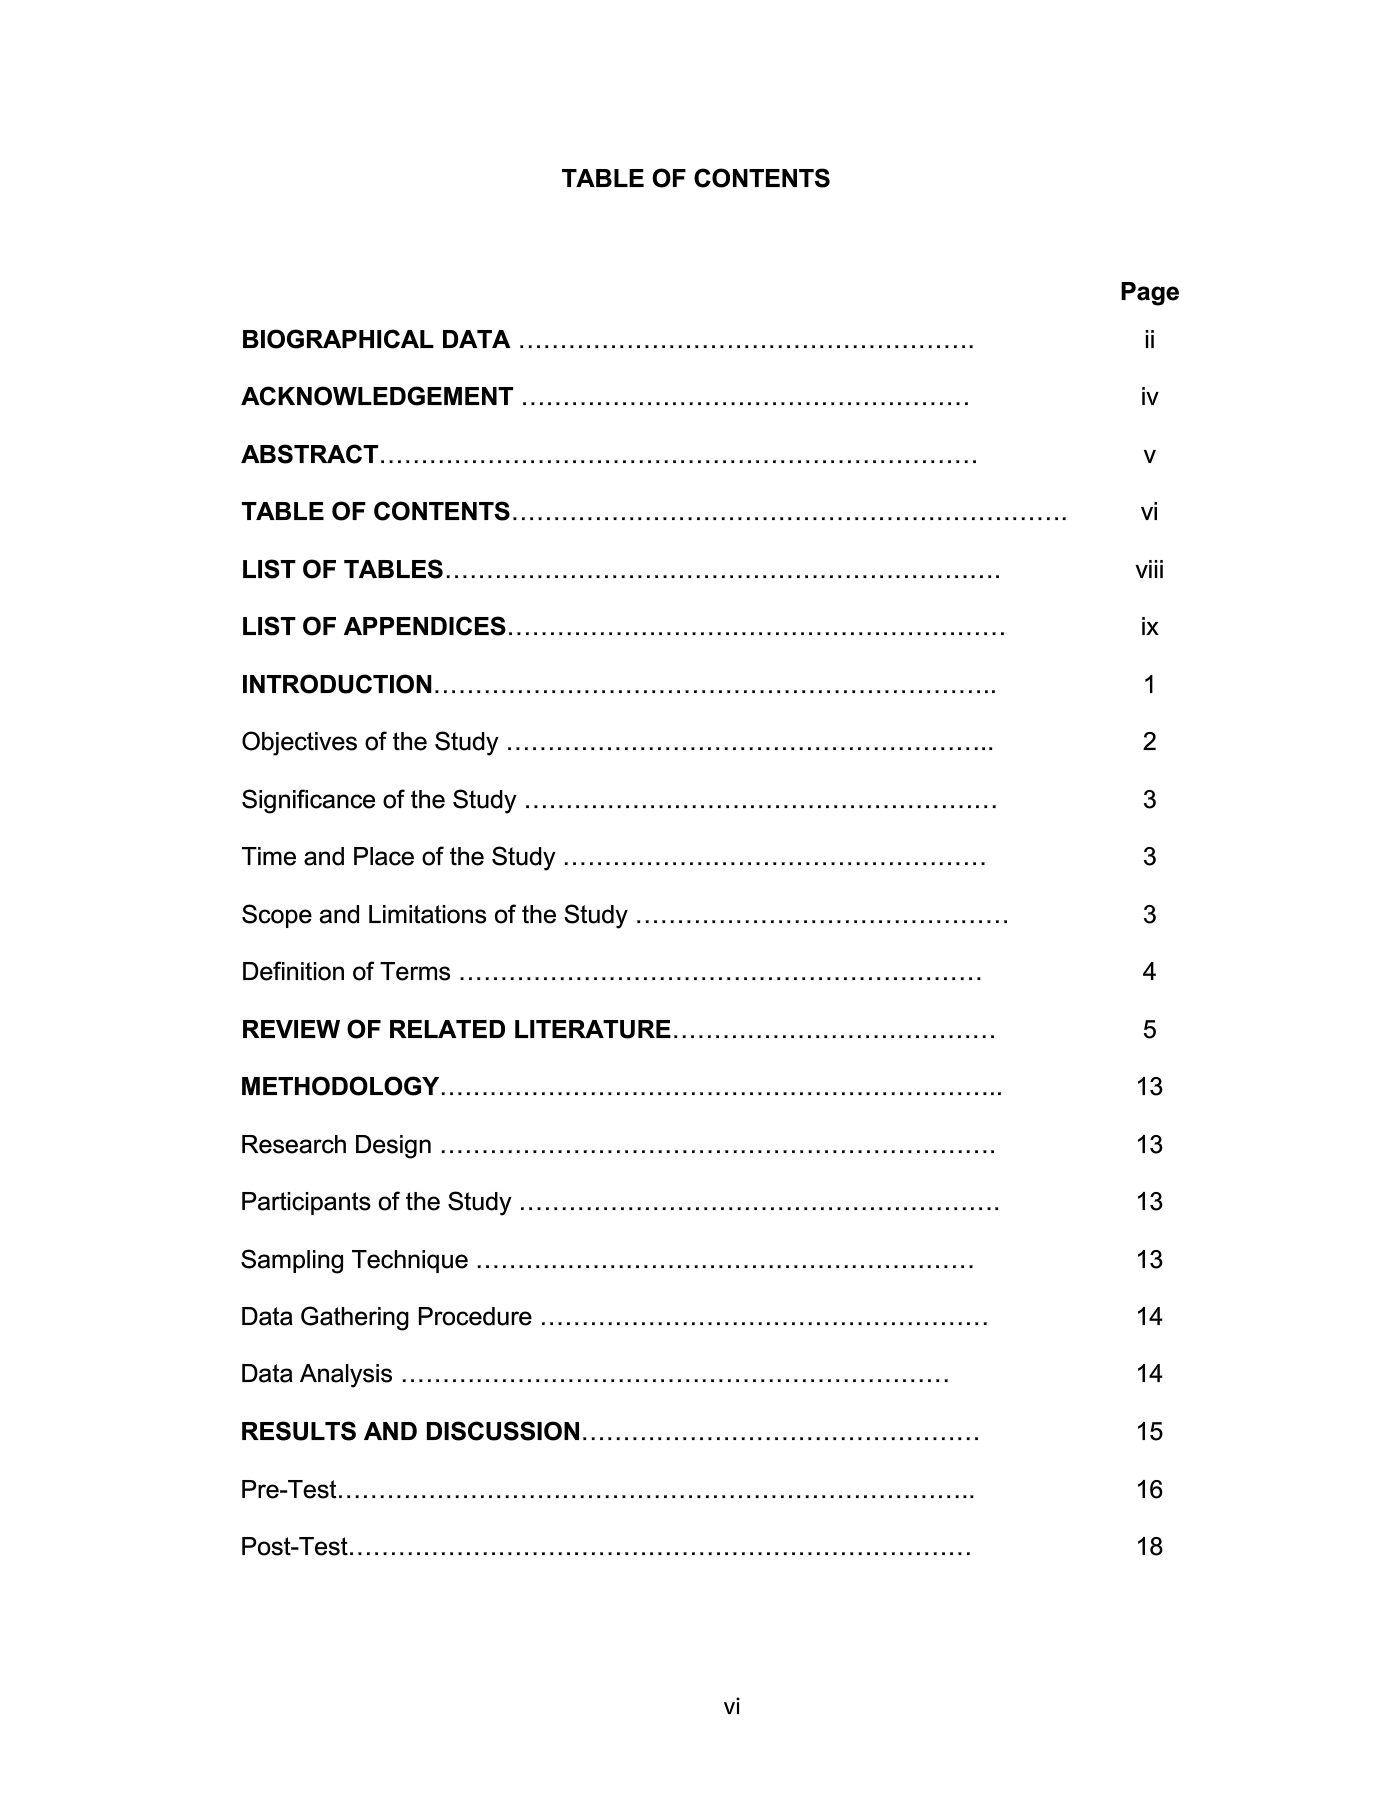 TABLE OF CONTENTS
Page
BIOGRAPHICAL DATA ………………………………………………. ii
ACKNOWLEDGEMENT ……………………………………………… iv
ABSTRACT……………………………………………………………… v
TABLE OF CONTENTS…………………………………………………………. vi
LIST OF TABLES…………………………………………………………. viii
LIST OF APPENDICES…………………………………………………… ix
INTRODUCTION………………………………………………………….. 1
Objectives of the Study ………………………………………………….. 2
Significance of the Study ………………………………………………… 3
Time and Place of the Study …………………………………………… 3
Scope and Limitations of the Study ……………………………………… 3
Definition of Terms ……………………………………………………… 4
REVIEW OF RELATED LITERATURE………………………………… 5
METHODOLOGY………………………………………………………….. 13
Research Design …………………………………………………………. 13
Participants of the Study …………………………………………………. 13
Sampling Technique …………………………………………………… 13
Data Gathering Procedure ……………………………………………… 14
Data Analysis ………………………………………………………… 14
RESULTS AND DISCUSSION………………………………………… 15
Pre-Test………………………………………………………………….. 16
Post-Test………………………………………………………………… 18
vi